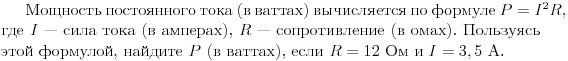 Мощность постоянного тока (в ваттах) вычисляется по формуле P = I²R,
где I — сила тока (в амперах), R — сопротивление (в омах). Пользуясь
этой формулой, найдите P (в ваттах), если R = 12 Ом и I = 3,5 А.